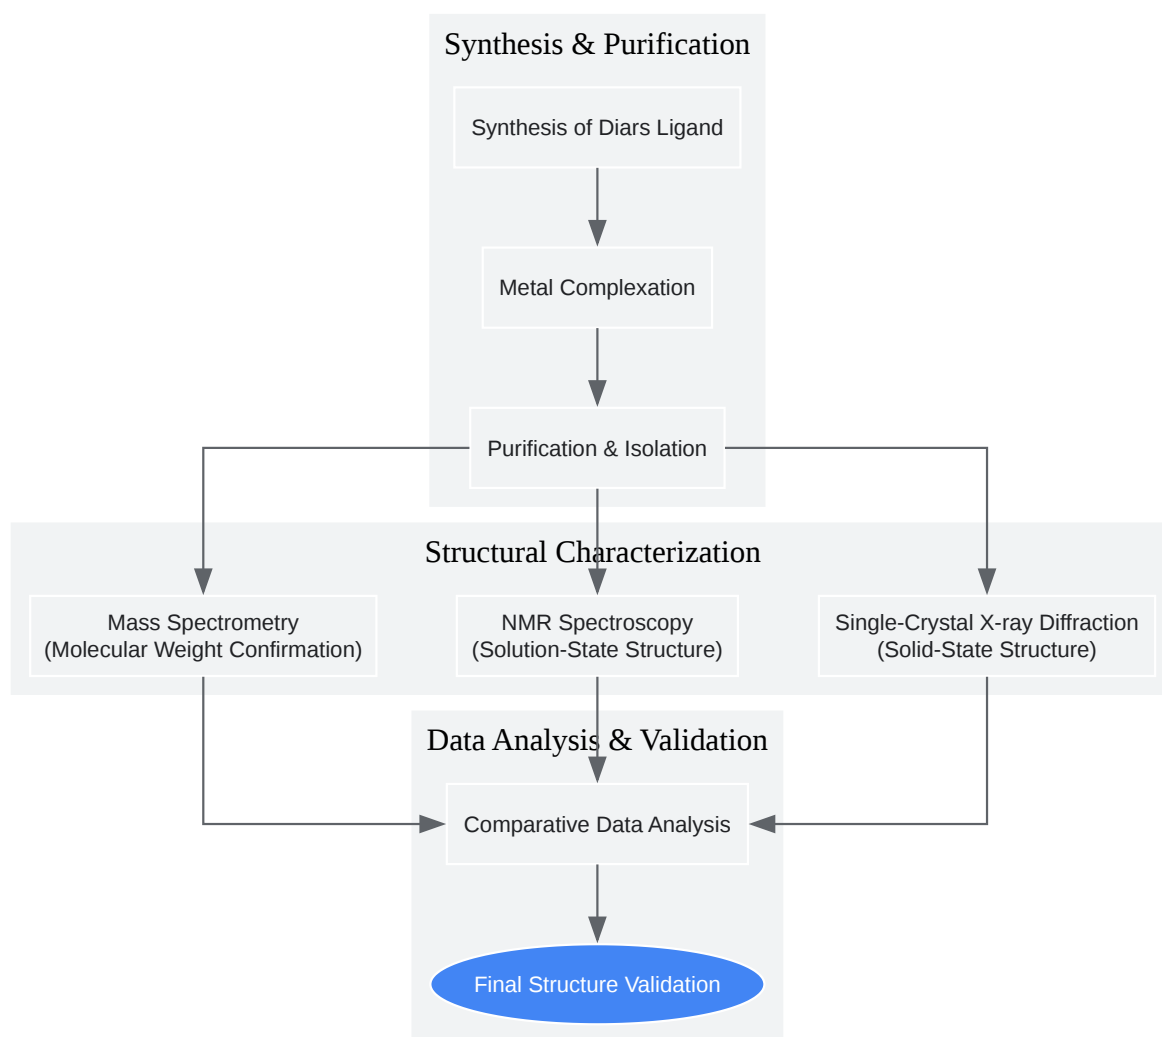 Synthesis & Purification
Synthesis of Diars Ligand
Metal Complexation
Purification & Isolation
Structural Characterization
Mass Spectrometry
(Molecular Weight Confirmation)
NMR Spectroscopy
(Solution-State Structure)
Single-Crystal X-ray Diffraction
(Solid-State Structure)
Data Analysis & Validation
Comparative Data Analysis
Final Structure Validation